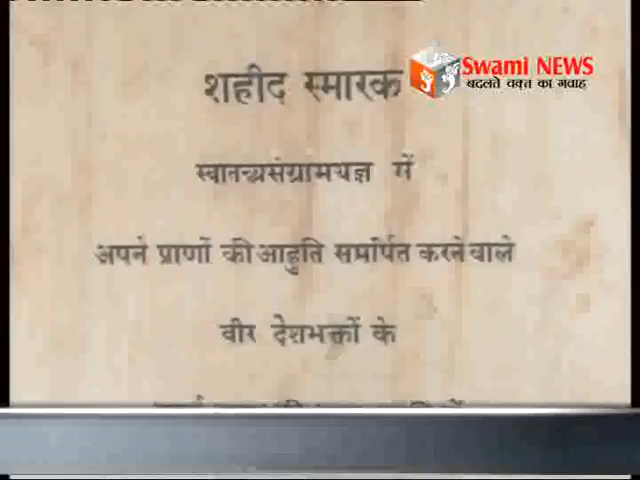 शहीद स्मारक
Swami NEWS
बदलते वक़्त का गवाह
स्वातन्त्र्यसंग्रामयज्ञ में
अपने प्राणों की आहुति समर्पित करने वाले
वीर देशभक्तों के